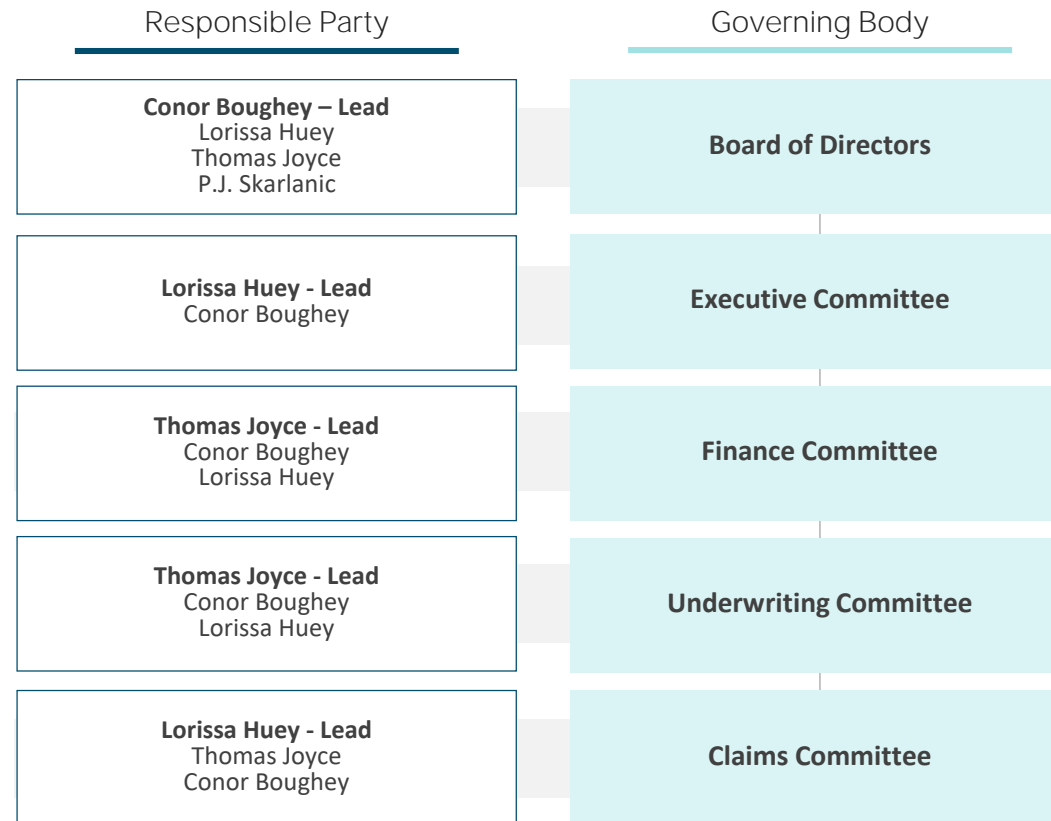 Responsible Party
Governing Body
Conor Boughey – Lead
Lorissa Huey
Thomas Joyce
P.J. Skarlanic
Board of Directors
Lorissa Huey - Lead
Conor Boughey
Executive Committee
Thomas Joyce - Lead
Conor Boughey
Lorissa Huey
Finance Committee
Thomas Joyce - Lead
Conor Boughey
Lorissa Huey
Underwriting Committee
Lorissa Huey - Lead
Thomas Joyce
Conor Boughey
Claims Committee